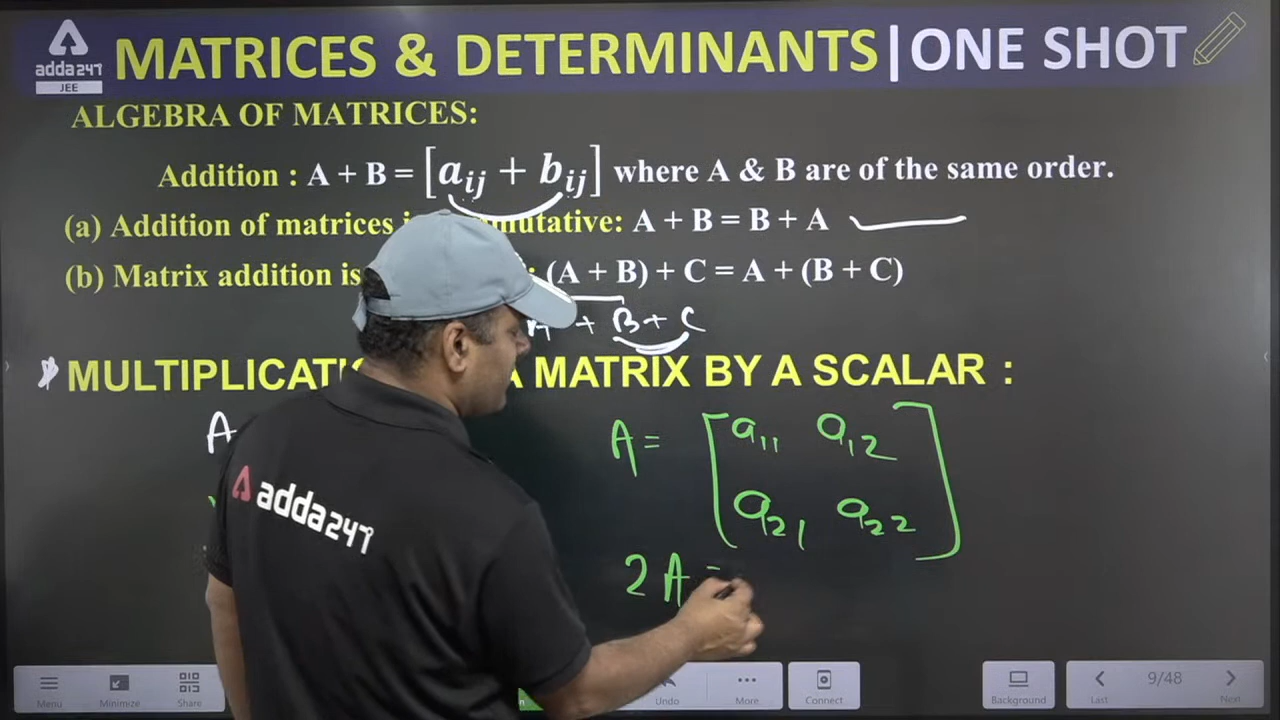 adda247
JEE
MATRICES & DETERMINANTS|ONE SHOT
ALGEBRA OF MATRICES:
Addition : A + B = [aij + bij] where A & B are of the same order.
(a) Addition of matrices mutative: A + B = B + A
(b) Matrix addition is : (A + B) + C = A + (B + C)
A + B + C
MULTIPLICATI A MATRIX BY A SCALAR :
A
A = [a11 a12
a21 a22]
2A =
adda247
Menu Minimize Share Undo More Connect Background Last 9/48 Next